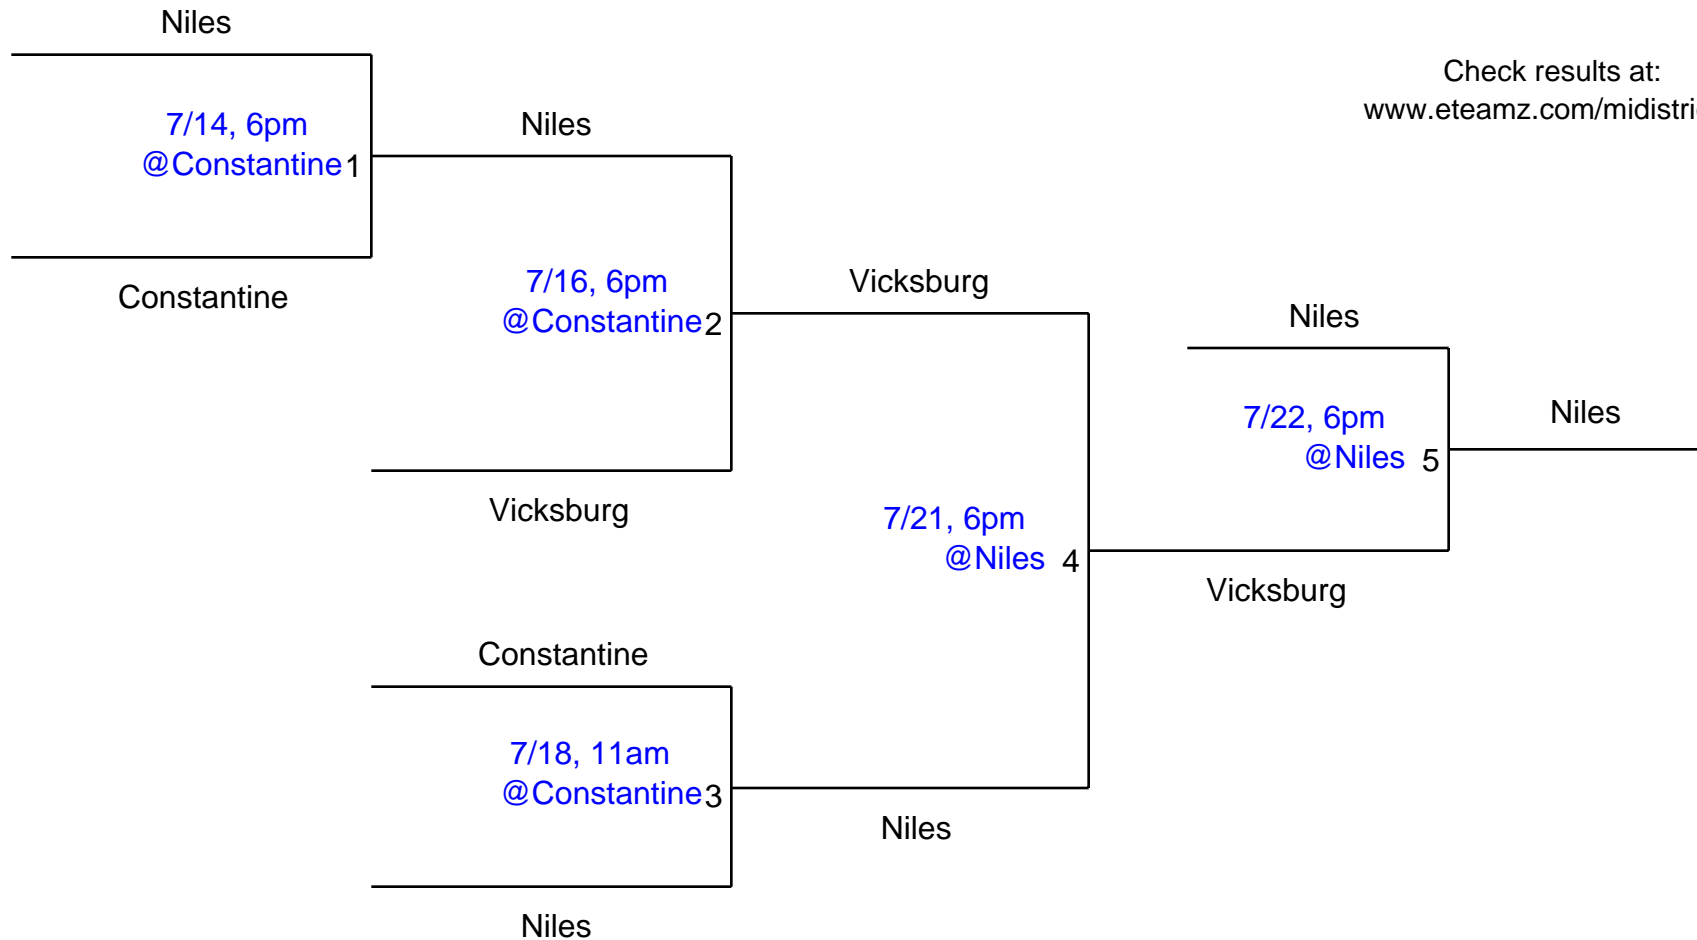 Niles
Check results at:
www.eteamz.com/midistri
7/14, 6pm
@Constantine 1
Niles
Constantine
7/16, 6pm
@Constantine 2
Vicksburg
Niles
7/22, 6pm
@Niles 5
Niles
Vicksburg
7/21, 6pm
@Niles 4
Vicksburg
Constantine
7/18, 11am
@Constantine 3
Niles
Niles